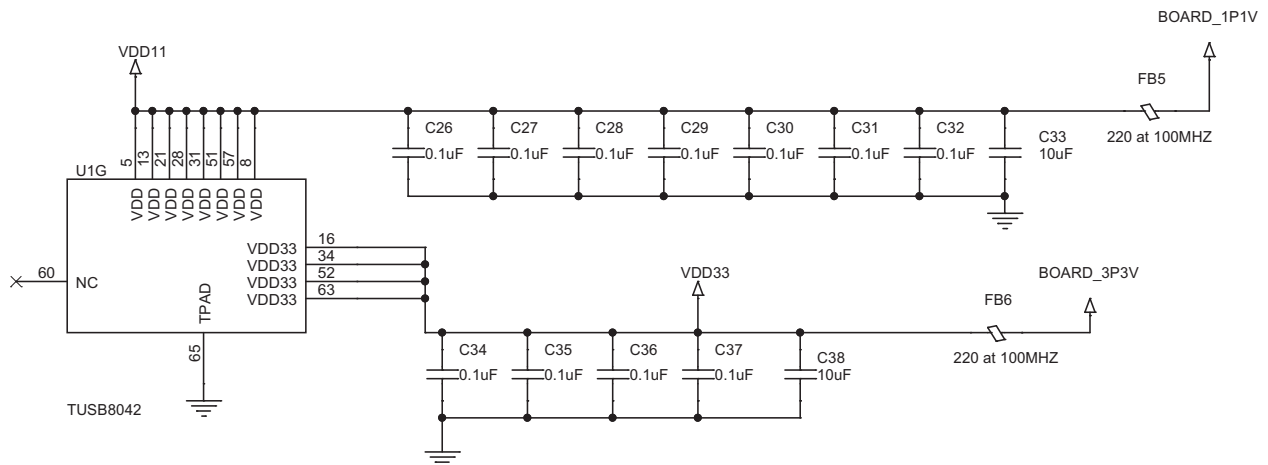 BOARD_1P1V
VDD11
FB5
220 at 100MHZ
C26
0.1uF
C27
0.1uF
C28
0.1uF
C29
0.1uF
C30
0.1uF
C31
0.1uF
C32
0.1uF
C33
10uF
5
13
21
28
31
51
57
8
U1G
VDD
VDD
VDD
VDD
VDD
VDD
VDD
VDD
VDD33 16
VDD33 34
VDD33 52
VDD33 63
60 NC
TPAD
65
TUSB8042
VDD33
BOARD_3P3V
FB6
220 at 100MHZ
C34
0.1uF
C35
0.1uF
C36
0.1uF
C37
0.1uF
C38
10uF